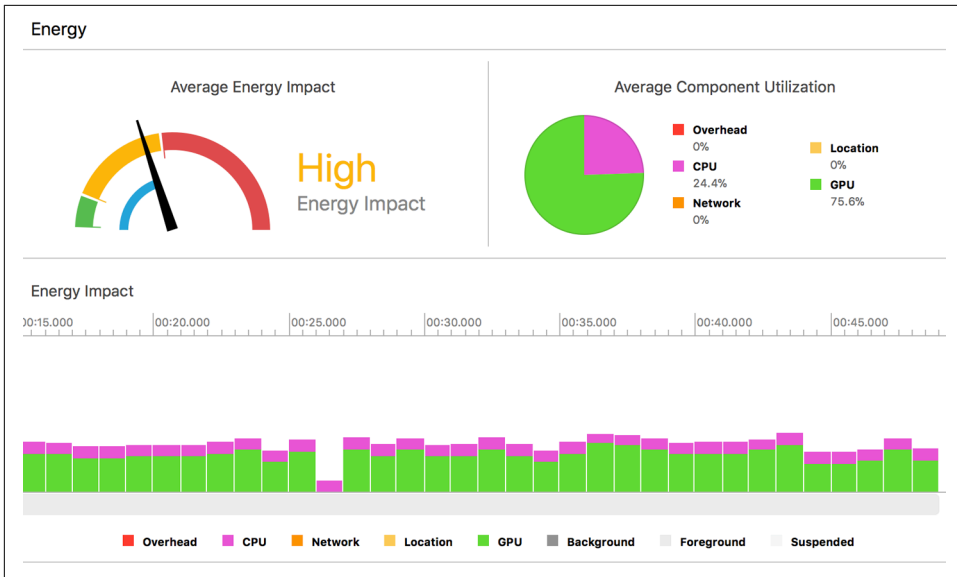 Energy
Average Energy Impact
High
Energy Impact
Average Component Utilization
Overhead
0%
CPU
24.4%
Network
0%
Location
0%
GPU
75.6%
Energy Impact
00:15.000 00:20.000 00:25.000 00:30.000 00:35.000 00:40.000 00:45.000
Overhead CPU Network Location GPU Background Foreground Suspended